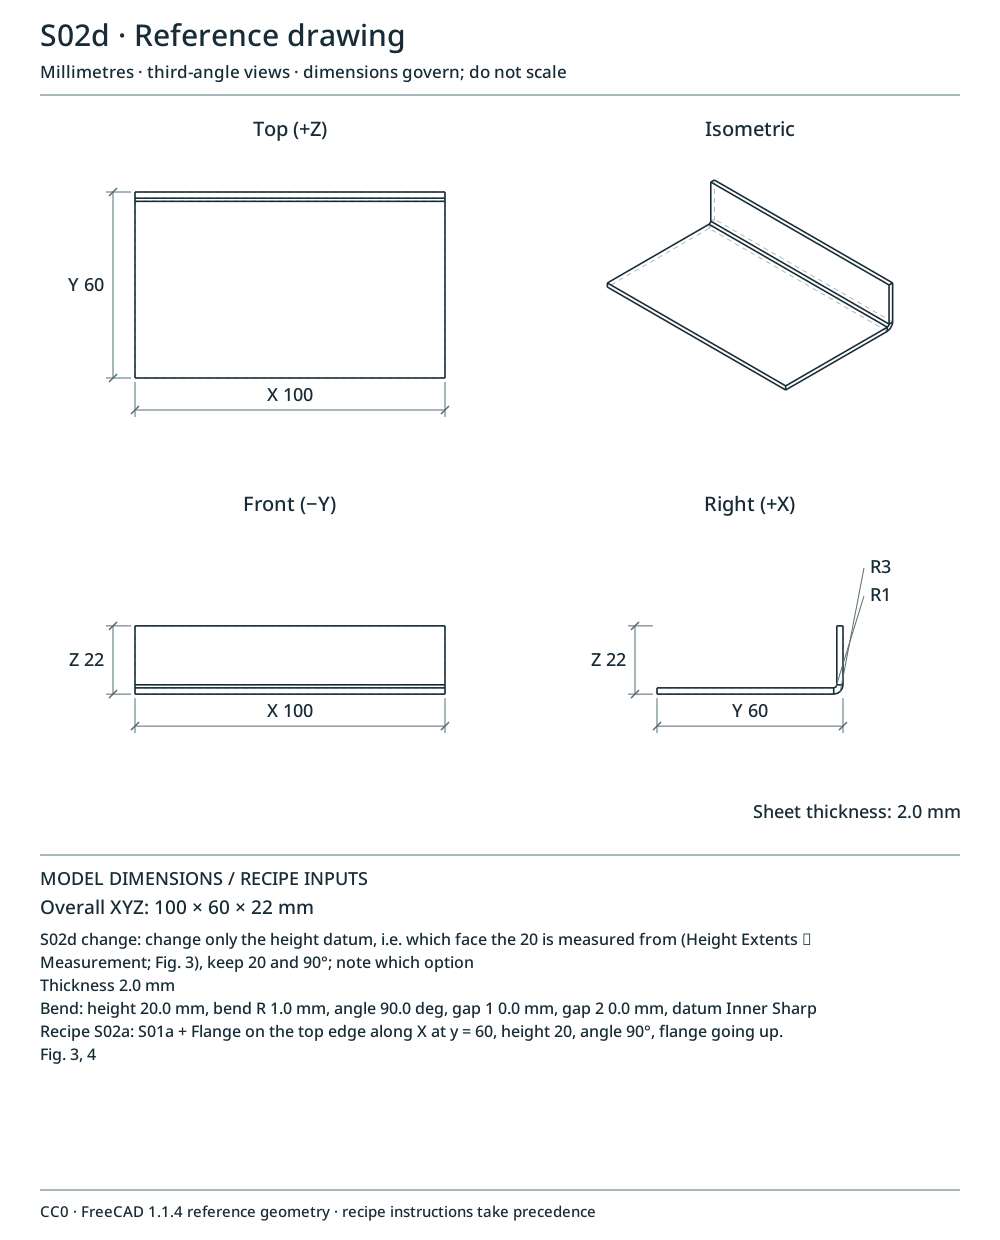 S02d · Reference drawing
Millimetres · third-angle views · dimensions govern; do not scale
Top (+Z)
Isometric
Y 60
X 100
Front (−Y)
Right (+X)
R3
R1
Z 22
X 100
Z 22
Y 60
Sheet thickness: 2.0 mm
MODEL DIMENSIONS / RECIPE INPUTS
Overall XYZ: 100 × 60 × 22 mm
S02d change: change only the height datum, i.e. which face the 20 is measured from (Height Extents
Measurement; Fig. 3), keep 20 and 90°; note which option
Thickness 2.0 mm
Bend: height 20.0 mm, bend R 1.0 mm, angle 90.0 deg, gap 1 0.0 mm, gap 2 0.0 mm, datum Inner Sharp
Recipe S02a: S01a + Flange on the top edge along X at y = 60, height 20, angle 90°, flange going up.
Fig. 3, 4
CC0 · FreeCAD 1.1.4 reference geometry · recipe instructions take precedence